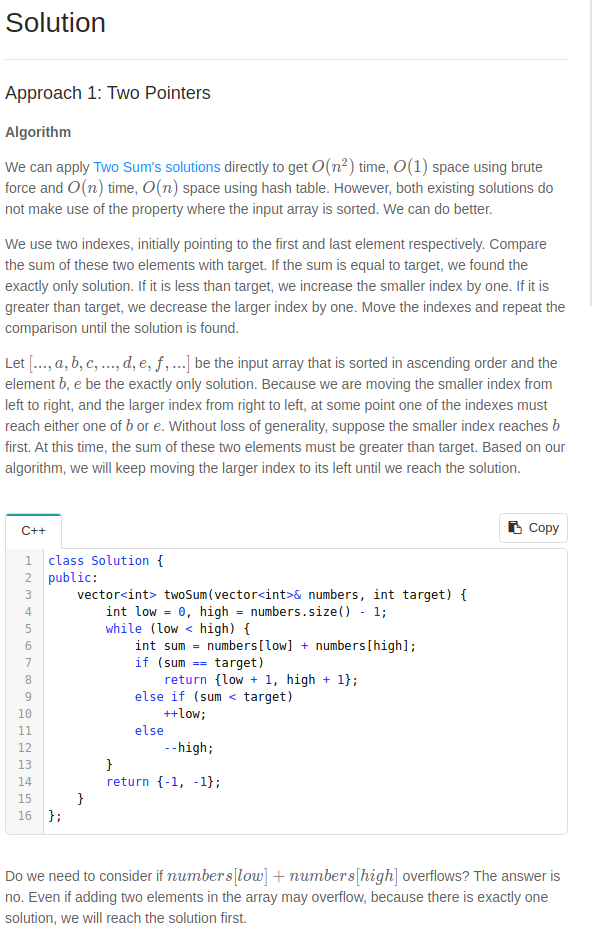 Solution
Approach 1: Two Pointers
Algorithm
We can apply Two Sum's solutions directly to get O(n²) time, O(1) space using brute
force and O(n) time, O(n) space using hash table. However, both existing solutions do
not make use of the property where the input array is sorted. We can do better.
We use two indexes, initially pointing to the first and last element respectively. Compare
the sum of these two elements with target. If the sum is equal to target, we found the
exactly only solution. If it is less than target, we increase the smaller index by one. If it is
greater than target, we decrease the larger index by one. Move the indexes and repeat the
comparison until the solution is found.
Let [..., a, b, c, ..., d, e, f, ...] be the input array that is sorted in ascending order and the
element b, e be the exactly only solution. Because we are moving the smaller index from
left to right, and the larger index from right to left, at some point one of the indexes must
reach either one of b or e. Without loss of generality, suppose the smaller index reaches b
first. At this time, the sum of these two elements must be greater than target. Based on our
algorithm, we will keep moving the larger index to its left until we reach the solution.
C++
Copy
1 class Solution {
2 public:
3     vector<int> twoSum(vector<int>& numbers, int target) {
4         int low = 0, high = numbers.size() - 1;
5         while (low < high) {
6             int sum = numbers[low] + numbers[high];
7             if (sum == target)
8                 return {low + 1, high + 1};
9             else if (sum < target)
10                 ++low;
11             else
12                 --high;
13         }
14         return {-1, -1};
15     }
16 };
Do we need to consider if numbers[low] + numbers[high] overflows? The answer is
no. Even if adding two elements in the array may overflow, because there is exactly one
solution, we will reach the solution first.